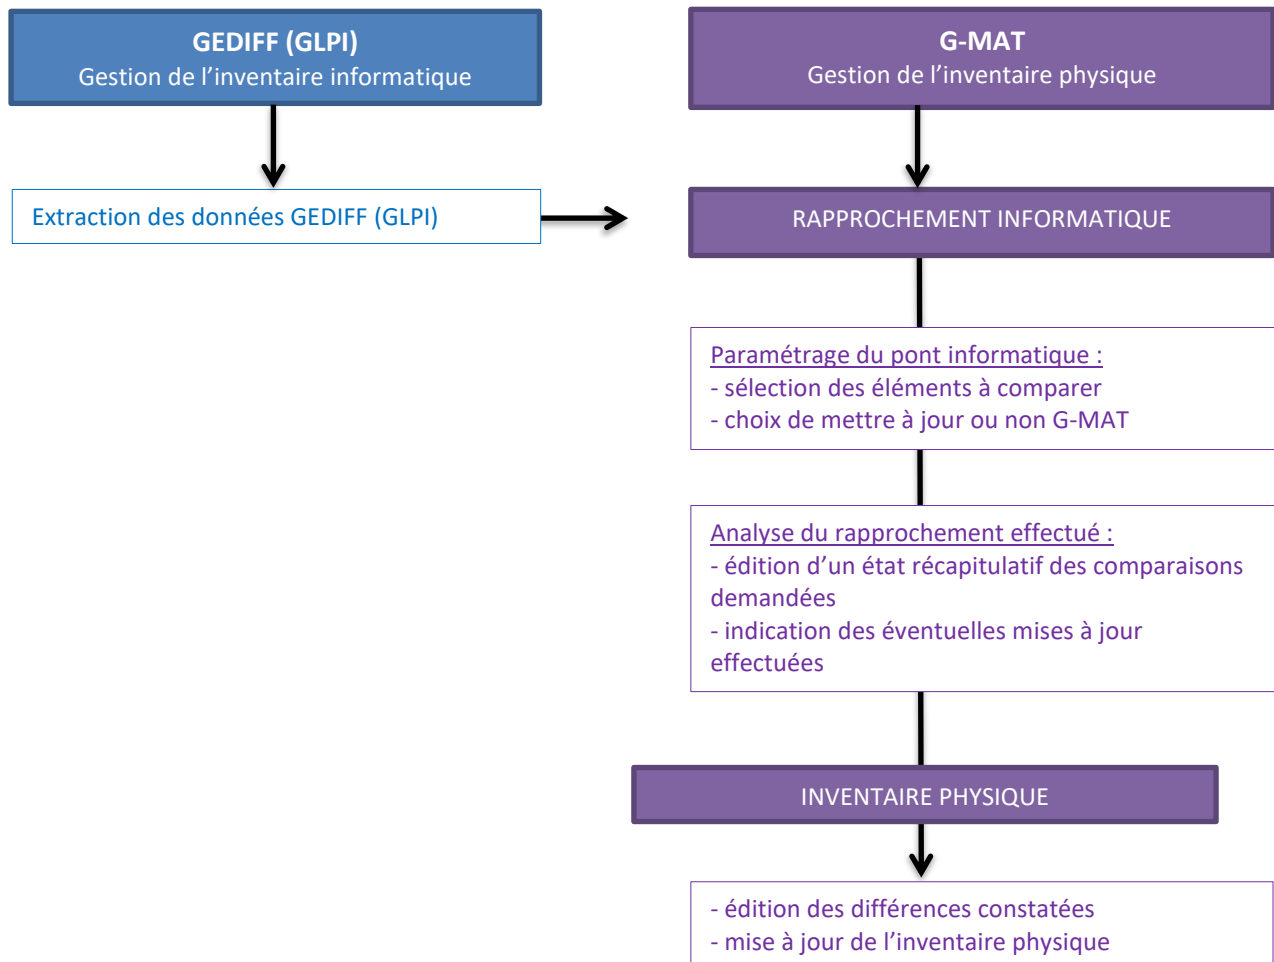 GEDIFF (GLPI)
Gestion de l’inventaire informatique
G-MAT
Gestion de l’inventaire physique
Extraction des données GEDIFF (GLPI)
RAPPROCHEMENT INFORMATIQUE
Paramétrage du pont informatique :
- sélection des éléments à comparer
- choix de mettre à jour ou non G-MAT
Analyse du rapprochement effectué :
- édition d’un état récapitulatif des comparaisons
demandées
- indication des éventuelles mises à jour
effectuées
INVENTAIRE PHYSIQUE
- édition des différences constatées
- mise à jour de l’inventaire physique